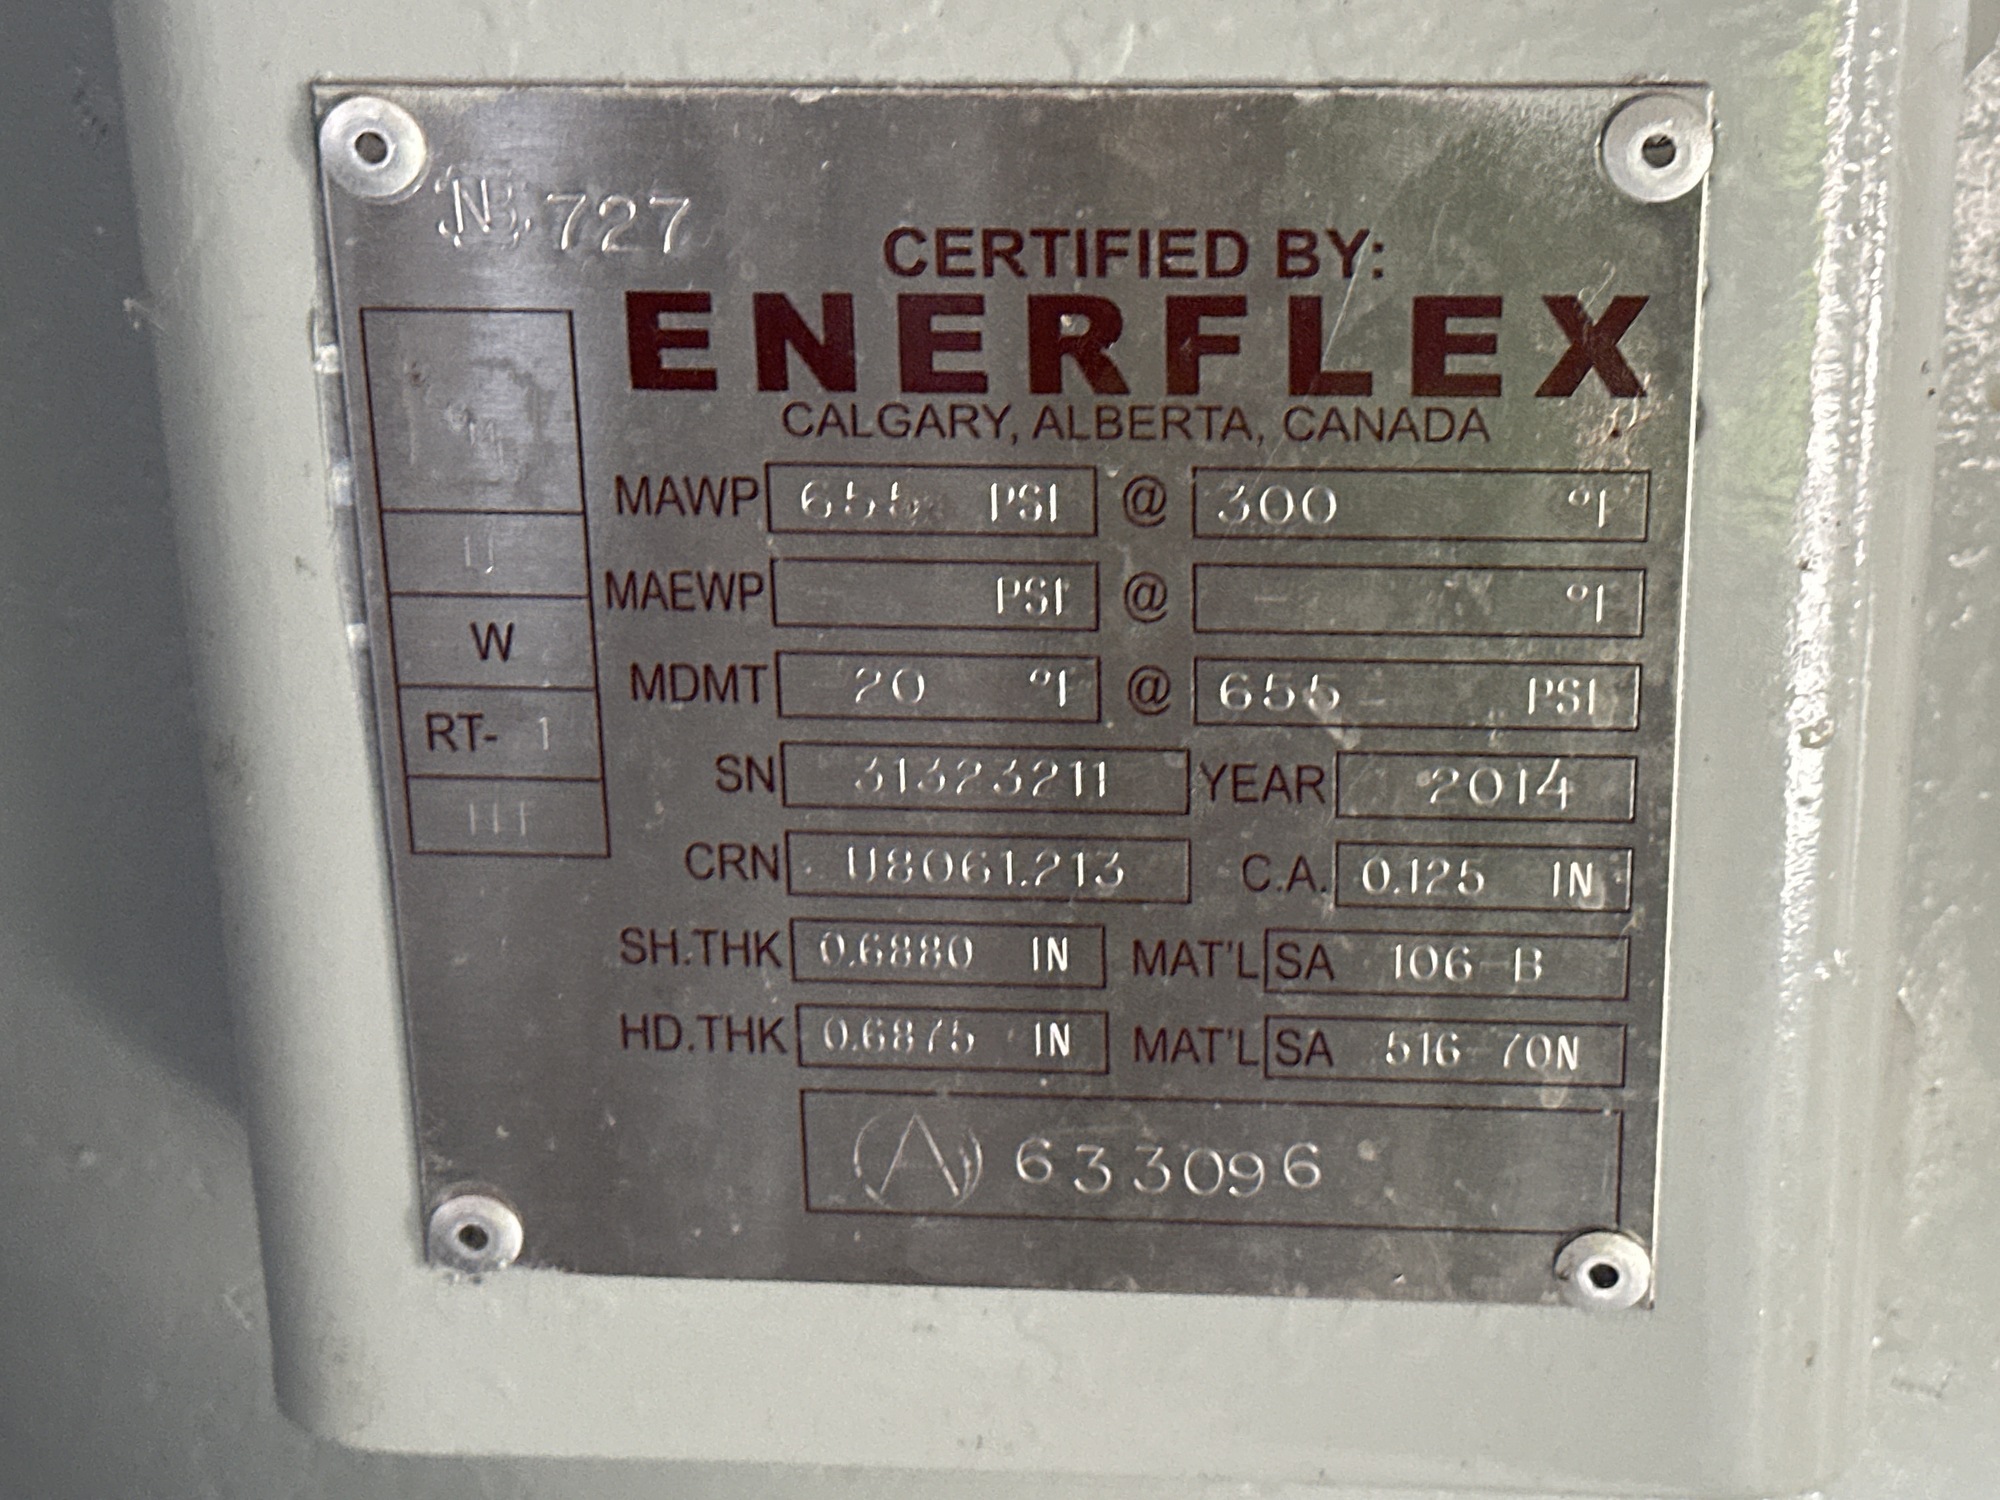 727
CERTIFIED BY:
ENERFLEX
CALGARY, ALBERTA, CANADA
MAWP 655 PSI @ 300 °F
U
MAEWP PSI @ °F
W
MDMT -20 °F @ 655 PSI
RT- 1
SN 31323211 YEAR 2014
CRN U8061.213 C.A. 0.125 IN
SH.THK 0.6880 IN MAT'L SA 106-B
HD.THK 0.6875 IN MAT'L SA 516-70N
A 633096